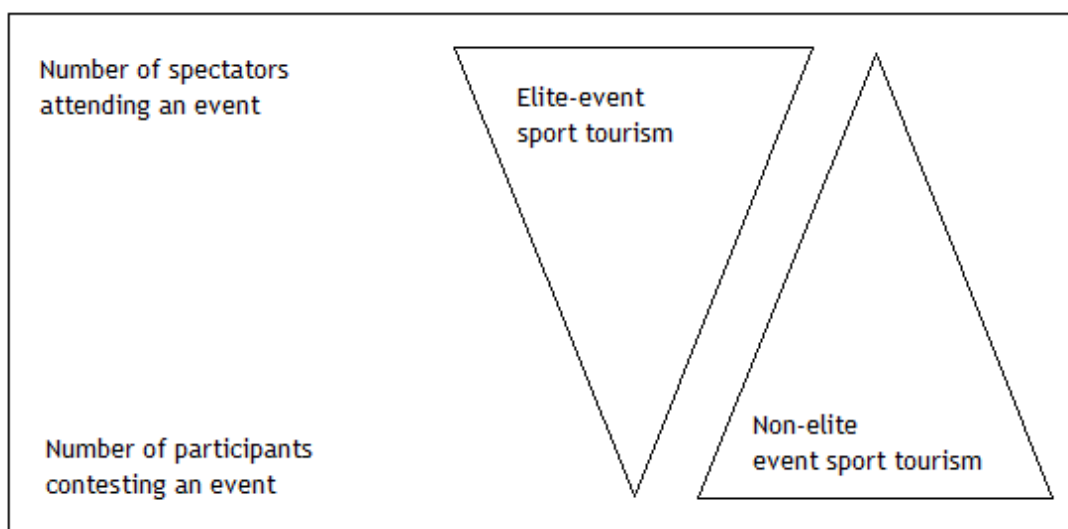 Number of spectators
attending an event
Elite-event
sport tourism
Number of participants
contesting an event
Non-elite
event sport tourism